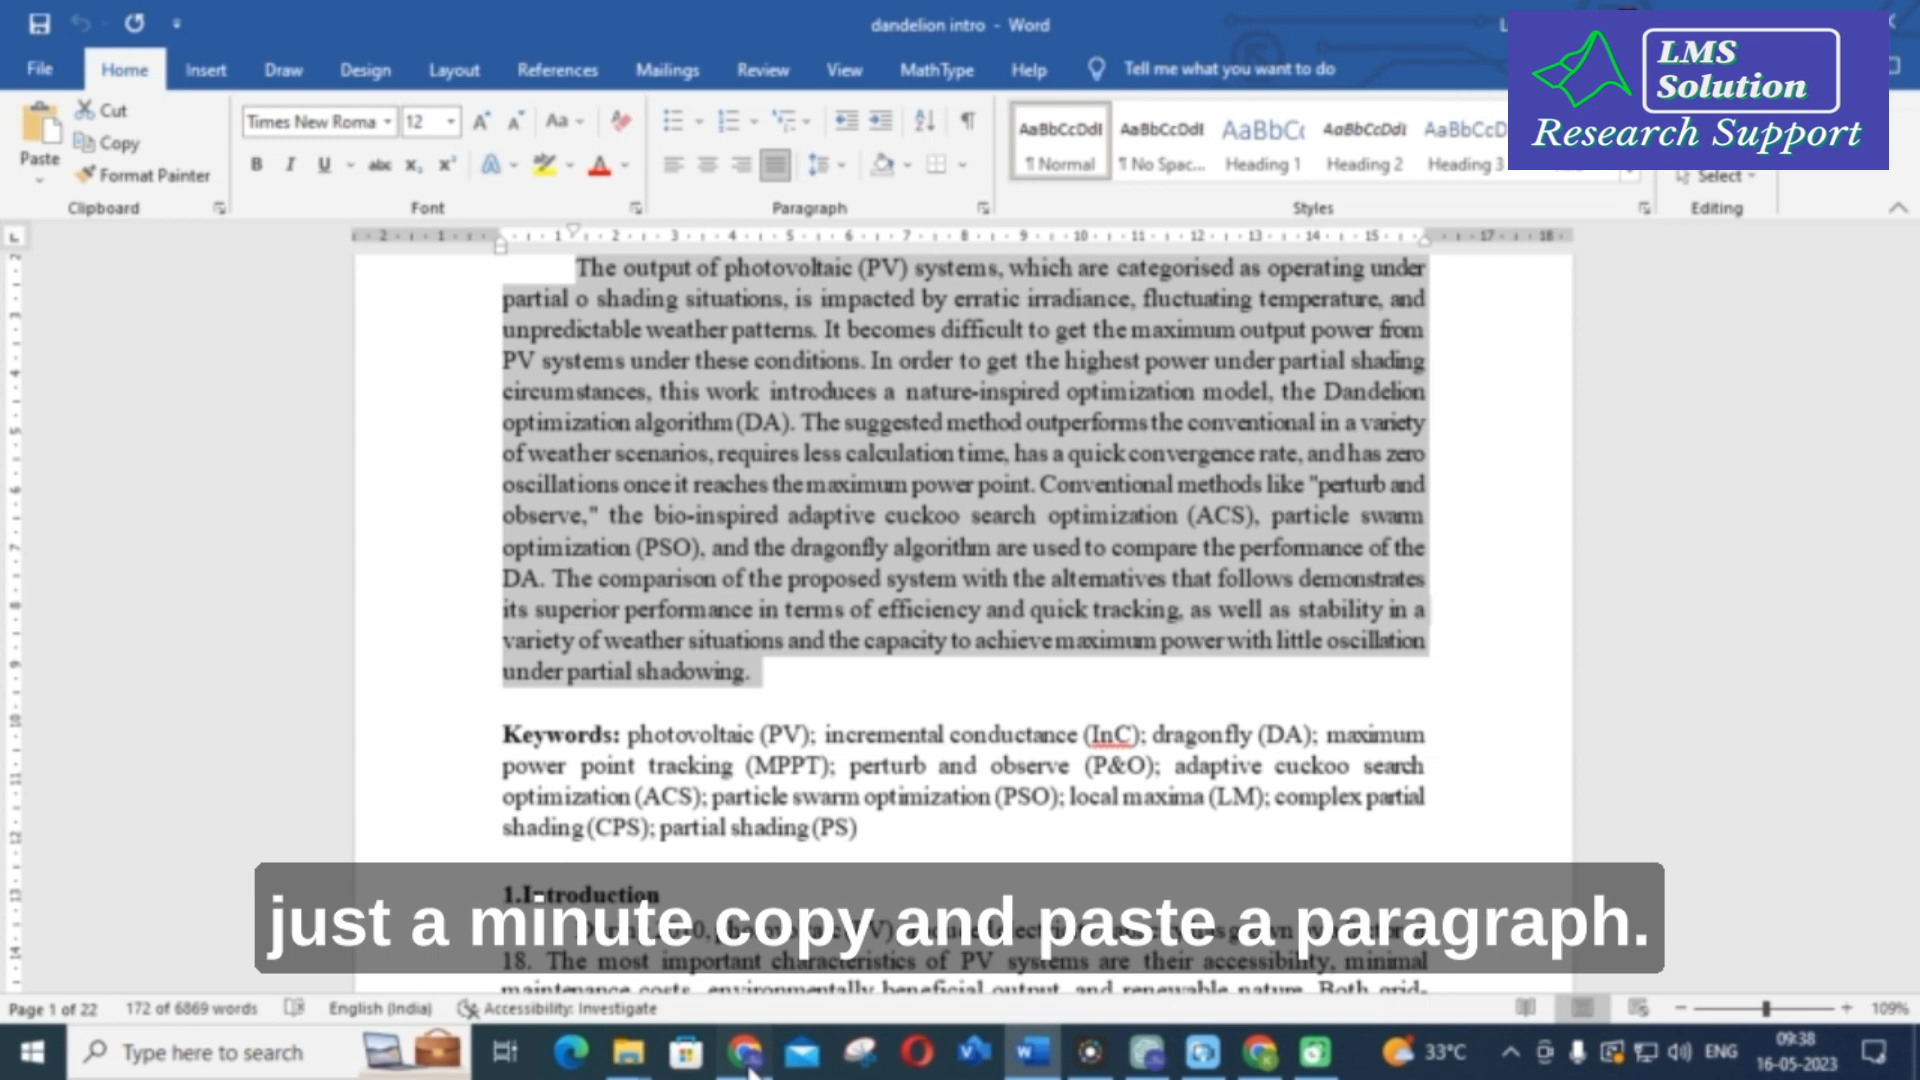 dandelion intro - Word
LMS
Solution
Research Support
File Home Insert Draw Design Layout References Mailings Review View MathType Help Tell me what you want to do
Paste
Cut
Copy
Format Painter
Clipboard
Times New Roma 12
Font
Paragraph
AaBbCcDdI AaBbCcDdI AaBbC AaBbCcDdI AaBbCcD
¶ Normal ¶ No Spac... Heading 1 Heading 2 Heading 3
Styles
Select
Editing
The output of photovoltaic (PV) systems, which are categorised as operating under
partial o shading situations, is impacted by erratic irradiance, fluctuating temperature, and
unpredictable weather patterns. It becomes difficult to get the maximum output power from
PV systems under these conditions. In order to get the highest power under partial shading
circumstances, this work introduces a nature-inspired optimization model, the Dandelion
optimization algorithm (DA). The suggested method outperforms the conventional in a variety
of weather scenarios, requires less calculation time, has a quick convergence rate, and has zero
oscillations once it reaches the maximum power point. Conventional methods like "perturb and
observe," the bio-inspired adaptive cuckoo search optimization (ACS), particle swarm
optimization (PSO), and the dragonfly algorithm are used to compare the performance of the
DA. The comparison of the proposed system with the alternatives that follows demonstrates
its superior performance in terms of efficiency and quick tracking, as well as stability in a
variety of weather situations and the capacity to achieve maximum power with little oscillation
under partial shadowing.
Keywords: photovoltaic (PV); incremental conductance (InC); dragonfly (DA); maximum
power point tracking (MPPT); perturb and observe (P&O); adaptive cuckoo search
optimization (ACS); particle swarm optimization (PSO); local maxima (LM); complex partial
shading (CPS); partial shading (PS)
1.Introduction
just a minute copy and paste a paragraph.
18. The most important characteristics of PV systems are their accessibility, minimal
maintenance costs, environmentally beneficial output, and renewable nature. Both grid-
Page 1 of 22 172 of 6869 words English (India) Accessibility: Investigate 109%
Type here to search
33°C ENG
09:38
16-05-2023